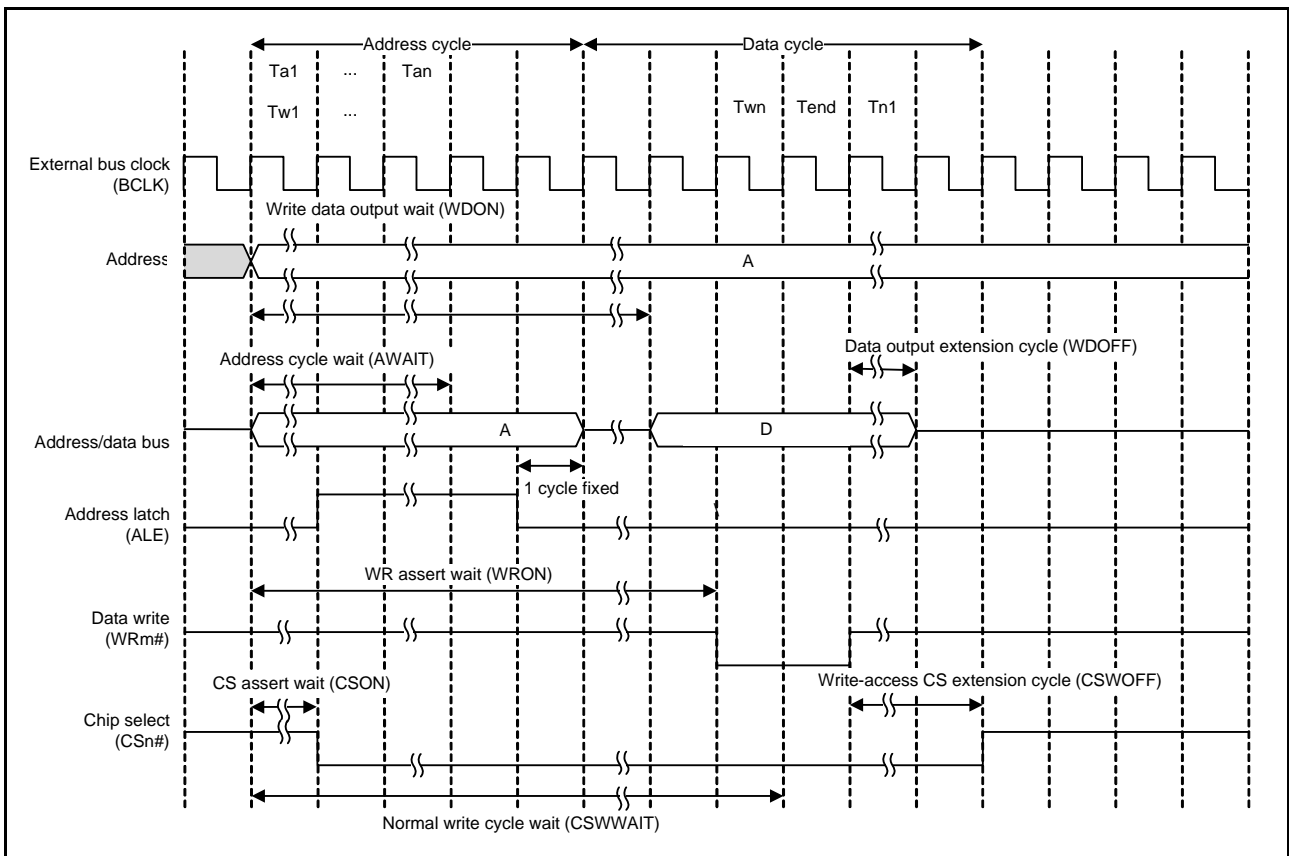 Address cycle Data cycle
Ta1 ... Tan
Tw1 ... Twn Tend Tn1
External bus clock
(BCLK)
Write data output wait (WDON)
Address
A
Address cycle wait (AWAIT)
Data output extension cycle (WDOFF)
Address/data bus
A D
1 cycle fixed
Address latch
(ALE)
WR assert wait (WRON)
Data write
(WRm#)
CS assert wait (CSON)
Write-access CS extension cycle (CSWOFF)
Chip select
(CSn#)
Normal write cycle wait (CSWWAIT)